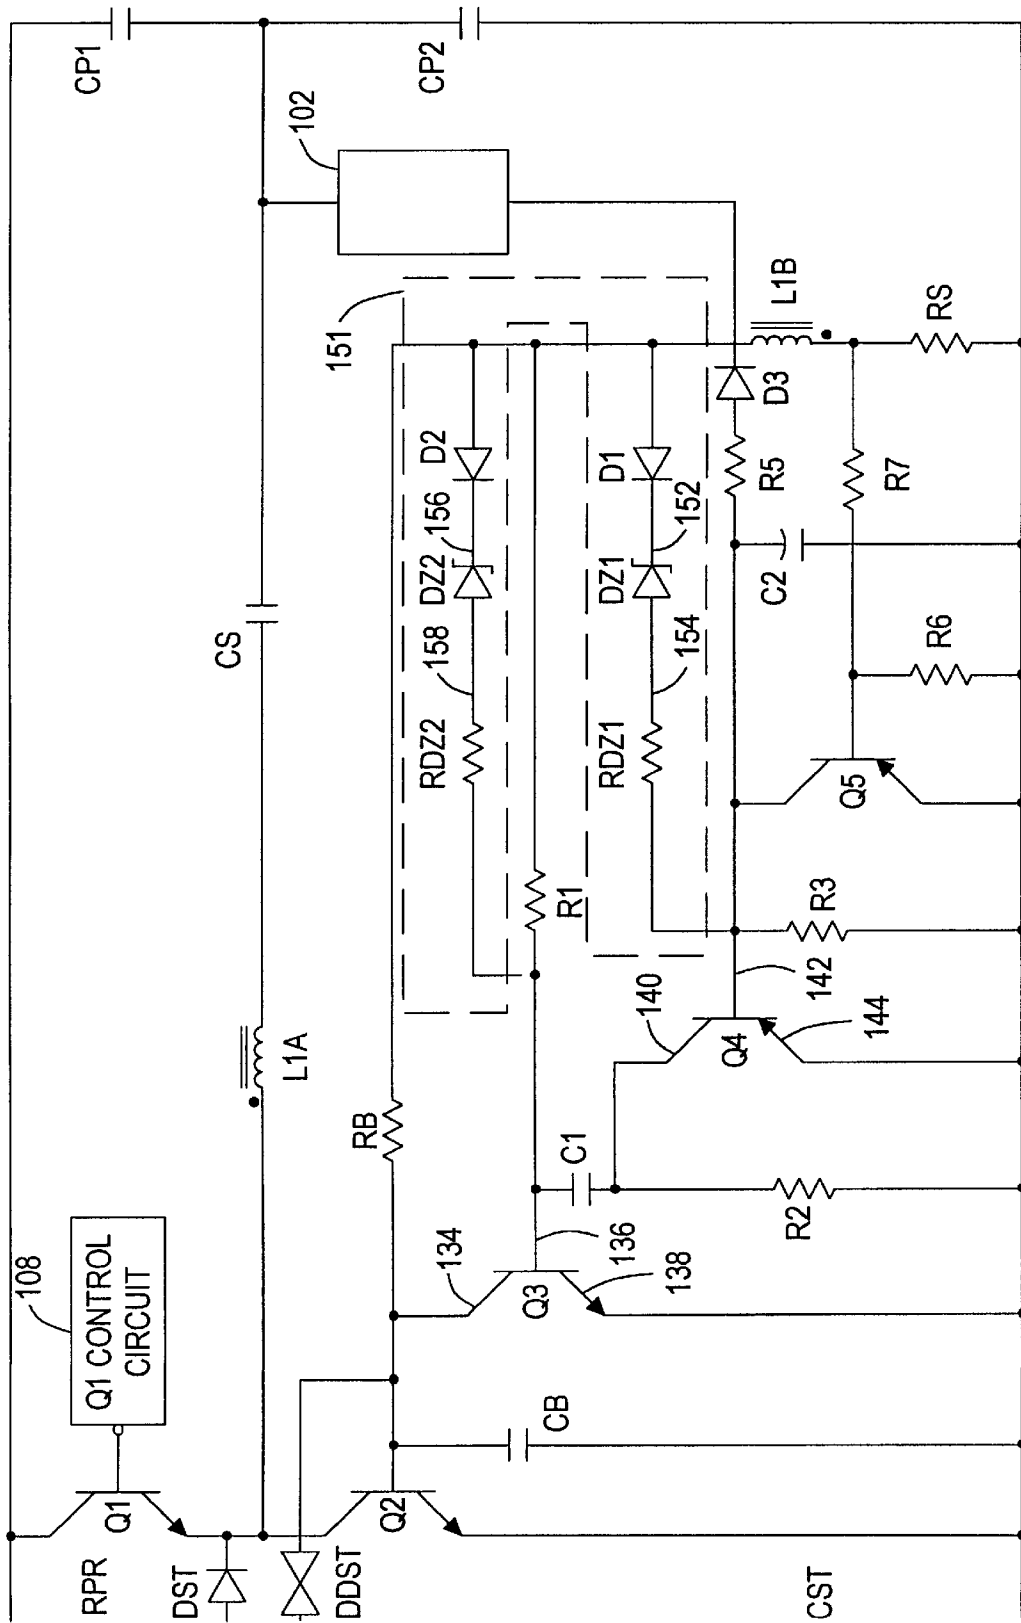 CP1
CP2
102
CS
L1A
108
Q1 CONTROL
CIRCUIT
Q1
RPR
DST
DDST
Q2
CB
CST
RB
134
136
138
Q3
C1
R2
140
142
144
Q4
R1
R3
151
D2
156
DZ2
158
RDZ2
D1
152
DZ1
154
RDZ1
L1B
D3
R5
C2
R7
R6
RS
Q5